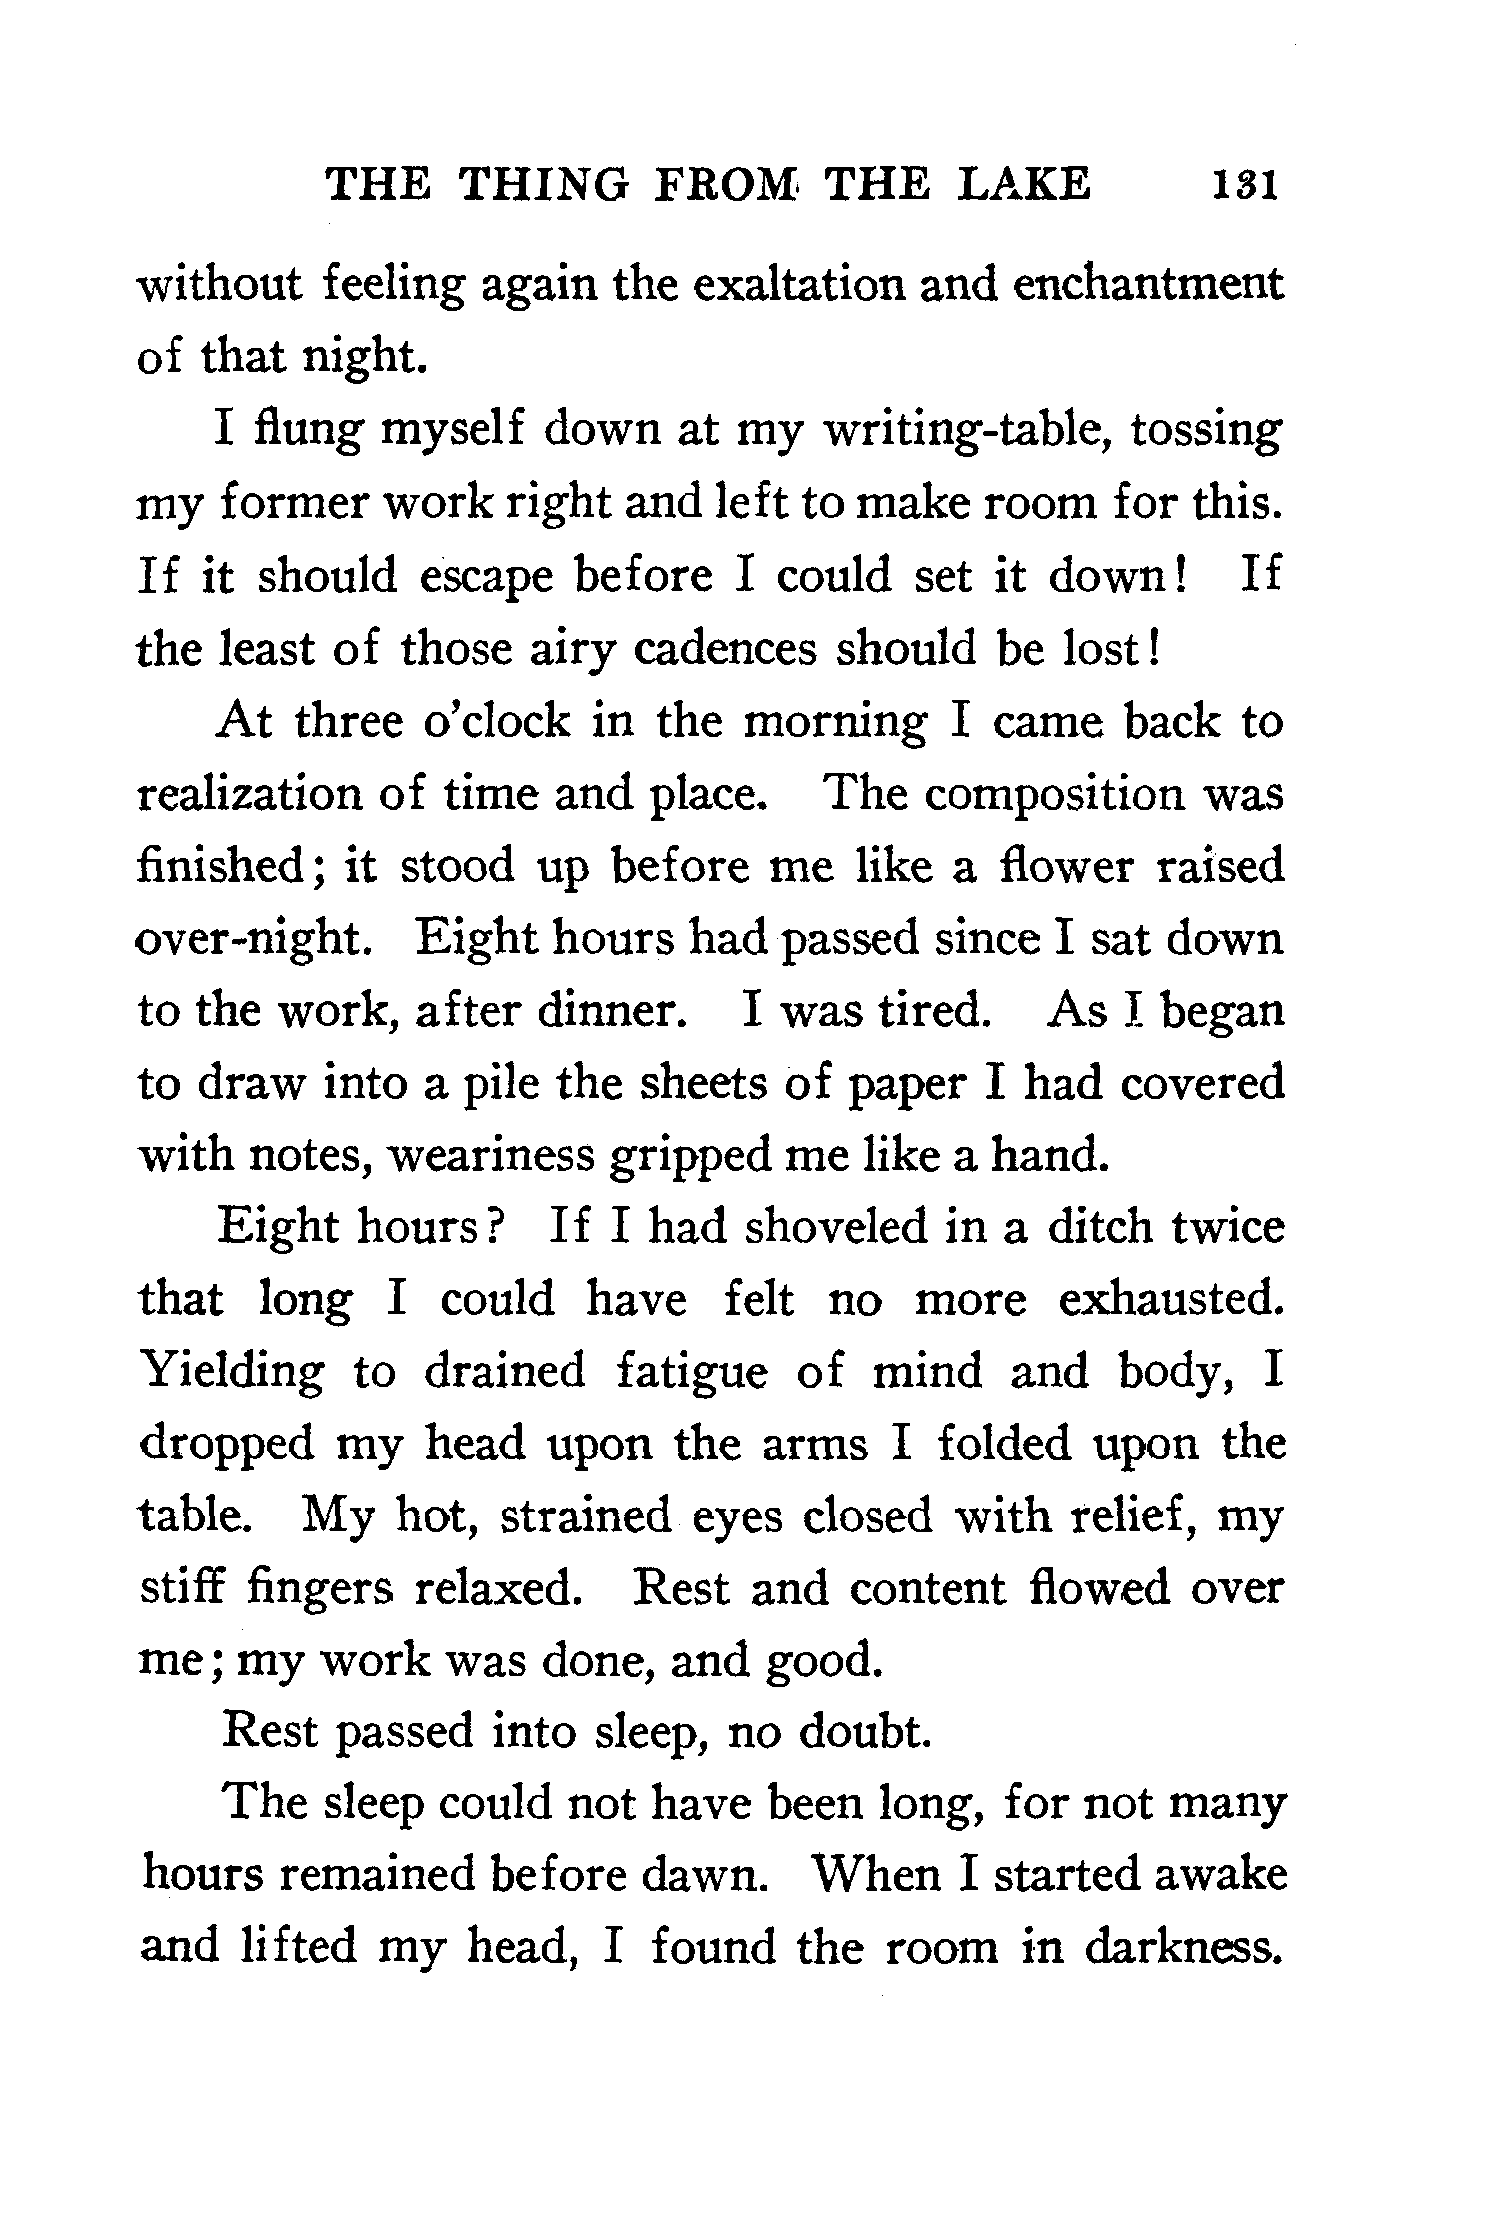 THE THING FROM THE LAKE 131
without feeling again the exaltation and enchantment
of that night.
I flung myself down at my writing-table, tossing
my former work right and left to make room for this.
If it should escape before I could set it down! If
the least of those airy cadences should be lost!
At three o'clock in the morning I came back to
realization of time and place. The composition was
finished; it stood up before me like a flower raised
over-night. Eight hours had passed since I sat down
to the work, after dinner. I was tired. As I began
to draw into a pile the sheets of paper I had covered
with notes, weariness gripped me like a hand.
Eight hours? If I had shoveled in a ditch twice
that long I could have felt no more exhausted.
Yielding to drained fatigue of mind and body, I
dropped my head upon the arms I folded upon the
table. My hot, strained eyes closed with relief, my
stiff fingers relaxed. Rest and content flowed over
me; my work was done, and good.
Rest passed into sleep, no doubt.
The sleep could not have been long, for not many
hours remained before dawn. When I started awake
and lifted my head, I found the room in darkness.